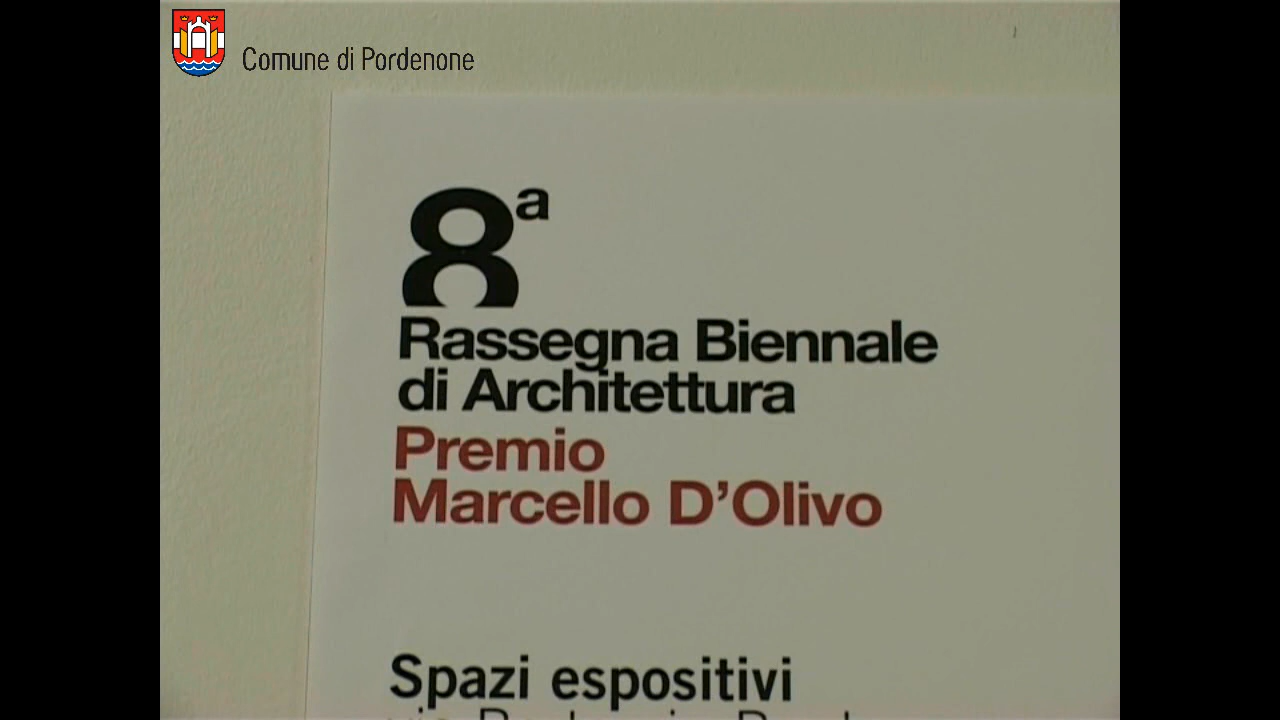 Comune di Pordenone
8ª
Rassegna Biennale
di Architettura
Premio
Marcello D'Olivo
Spazi espositivi